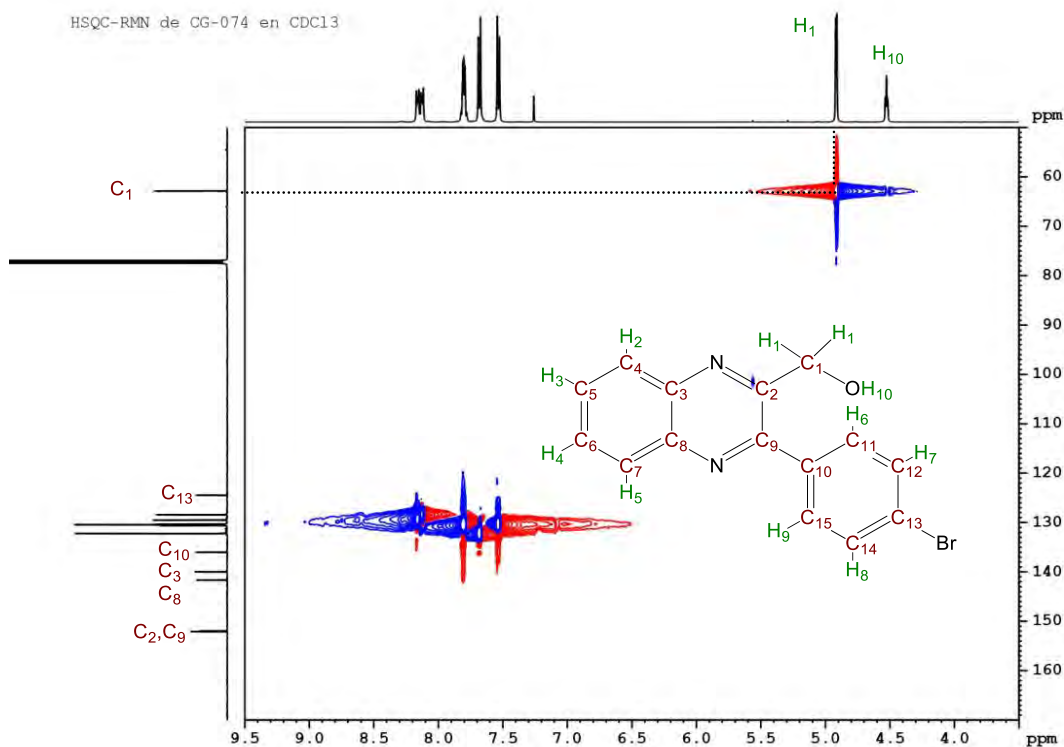 HSQC-RMN de CG-074 en CDCl3
H1
H10
ppm
C1
60
70
80
90
100
110
120
130
140
150
160
C13
C10
C3
C8
C2,C9
H2
H1
H1
H3
C4
N
C1
C5
C3
C2
OH10
H6
H4
C6
C8
C9
C11
H7
C7
N
C10
C12
H5
C15
C13
Br
H9
C14
H8
9.5 9.0 8.5 8.0 7.5 7.0 6.5 6.0 5.5 5.0 4.5 4.0 ppm